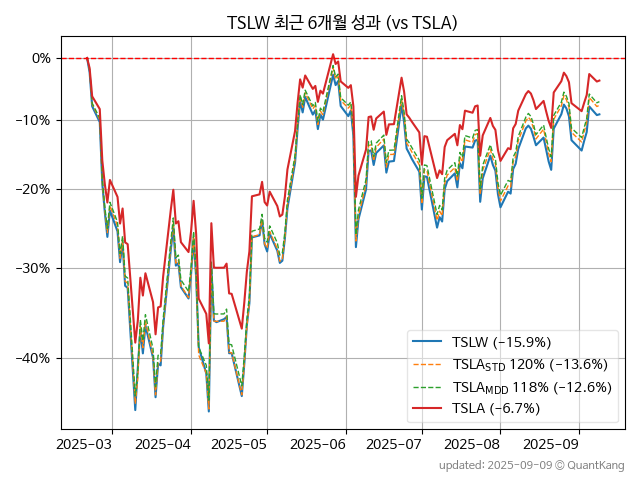 TSLW 최근 6개월 성과 (vs TSLA)
0%
−10%
−20%
−30%
−40%
TSLW (−15.9%)
TSLA_STD 120% (−13.6%)
TSLA_MDD 118% (−12.6%)
TSLA (−6.7%)
2025-03 2025-04 2025-05 2025-06 2025-07 2025-08 2025-09
updated: 2025-09-09 © QuantKang